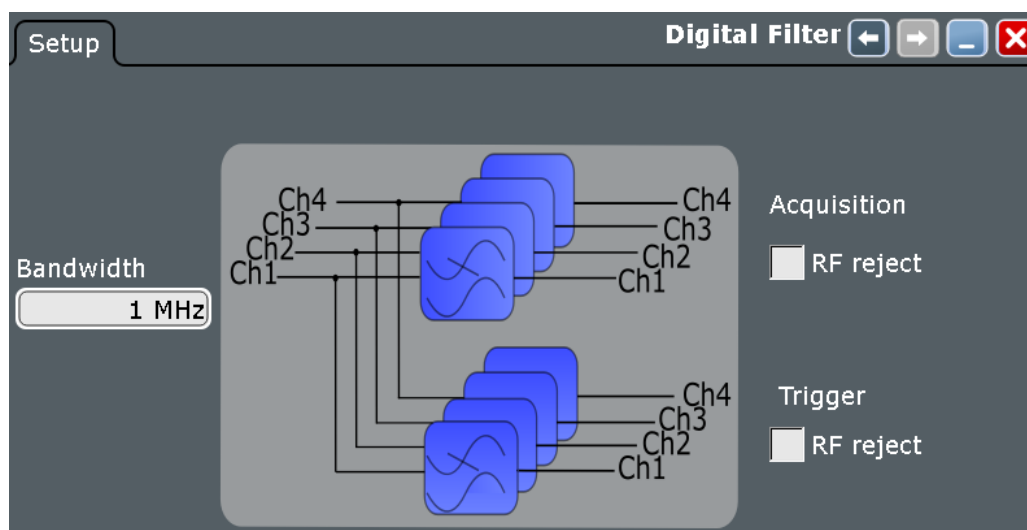 Setup
Digital Filter
Bandwidth
1 MHz
Ch4
Ch3
Ch2
Ch1
Ch4
Ch3
Ch2
Ch1
Acquisition
RF reject
Ch4
Ch3
Ch2
Ch1
Trigger
RF reject